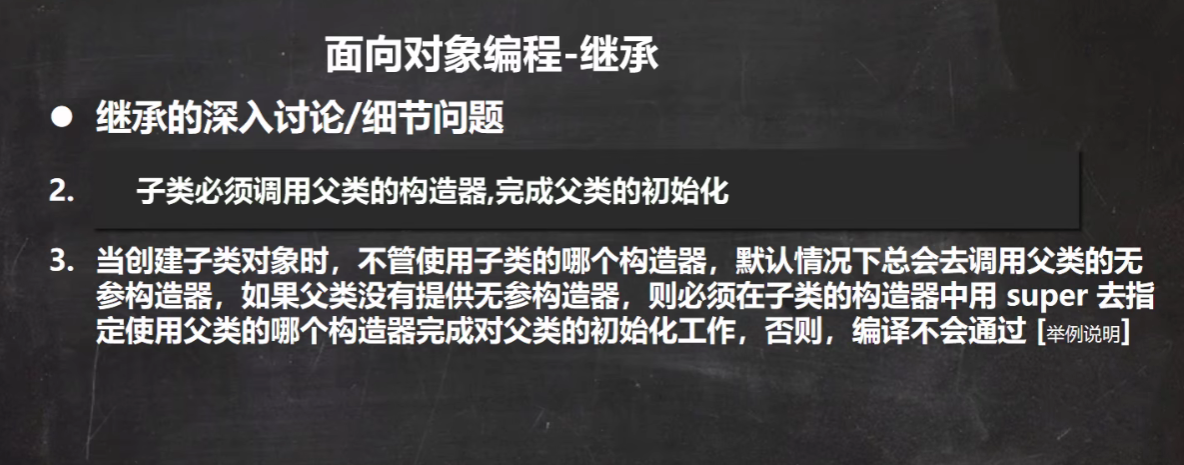 面向对象编程-继承
● 继承的深入讨论/细节问题
2. 子类必须调用父类的构造器,完成父类的初始化
3. 当创建子类对象时，不管使用子类的哪个构造器，默认情况下总会去调用父类的无
参构造器，如果父类没有提供无参构造器，则必须在子类的构造器中用 super 去指
定使用父类的哪个构造器完成对父类的初始化工作，否则，编译不会通过 [举例说明]